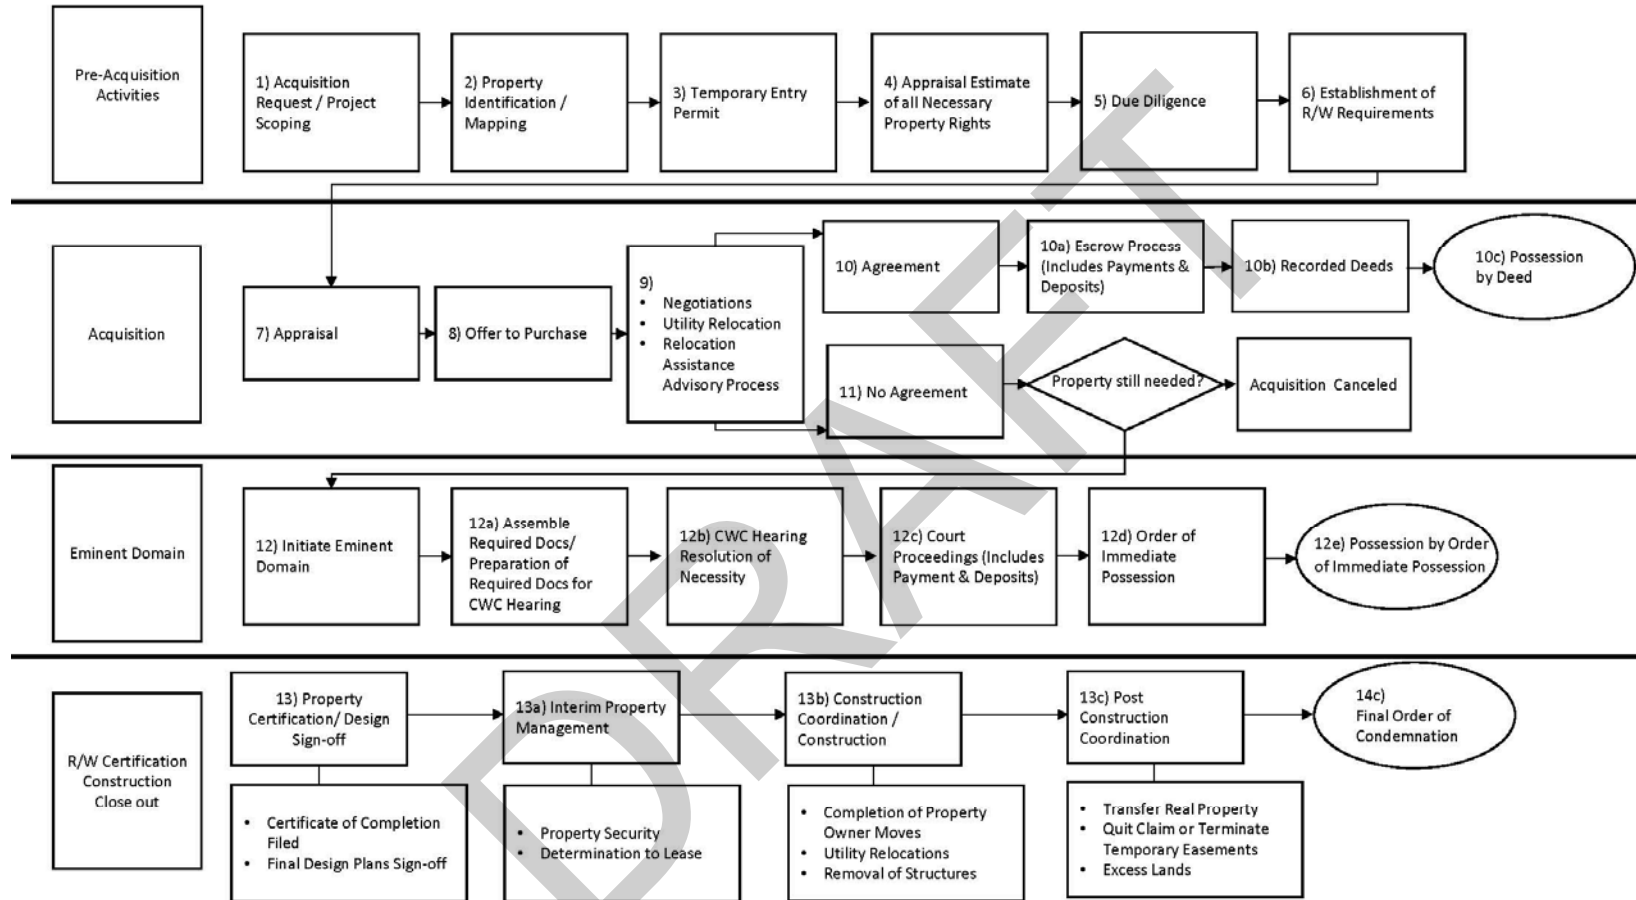 Pre-Acquisition
Activities
1) Acquisition
Request / Project
Scoping
2) Property
Identification /
Mapping
3) Temporary Entry
Permit
4) Appraisal Estimate
of all Necessary
Property Rights
5) Due Diligence
6) Establishment of
R/W Requirements
Acquisition
7) Appraisal
8) Offer to Purchase
9)
• Negotiations
• Utility Relocation
• Relocation
Assistance
Advisory Process
10) Agreement
10a) Escrow Process
(Includes Payments &
Deposits)
10b) Recorded Deeds
10c) Possession
by Deed
11) No Agreement
Property still needed?
Acquisition Canceled
Eminent Domain
12) Initiate Eminent
Domain
12a) Assemble
Required Docs/
Preparation of
Required Docs for
CWC Hearing
12b) CWC Hearing
Resolution of
Necessity
12c) Court
Proceedings (Includes
Payment & Deposits)
12d) Order of
Immediate
Possession
12e) Possession by Order
of Immediate Possession
R/W Certification
Construction
Close out
13) Property
Certification/ Design
Sign-off
13a) Interim Property
Management
13b) Construction
Coordination /
Construction
13c) Post
Construction
Coordination
14c)
Final Order of
Condemnation
• Certificate of Completion
Filed
• Final Design Plans Sign-off
• Property Security
• Determination to Lease
• Completion of Property
Owner Moves
• Utility Relocations
• Removal of Structures
• Transfer Real Property
• Quit Claim or Terminate
Temporary Easements
• Excess Lands
DRAFT